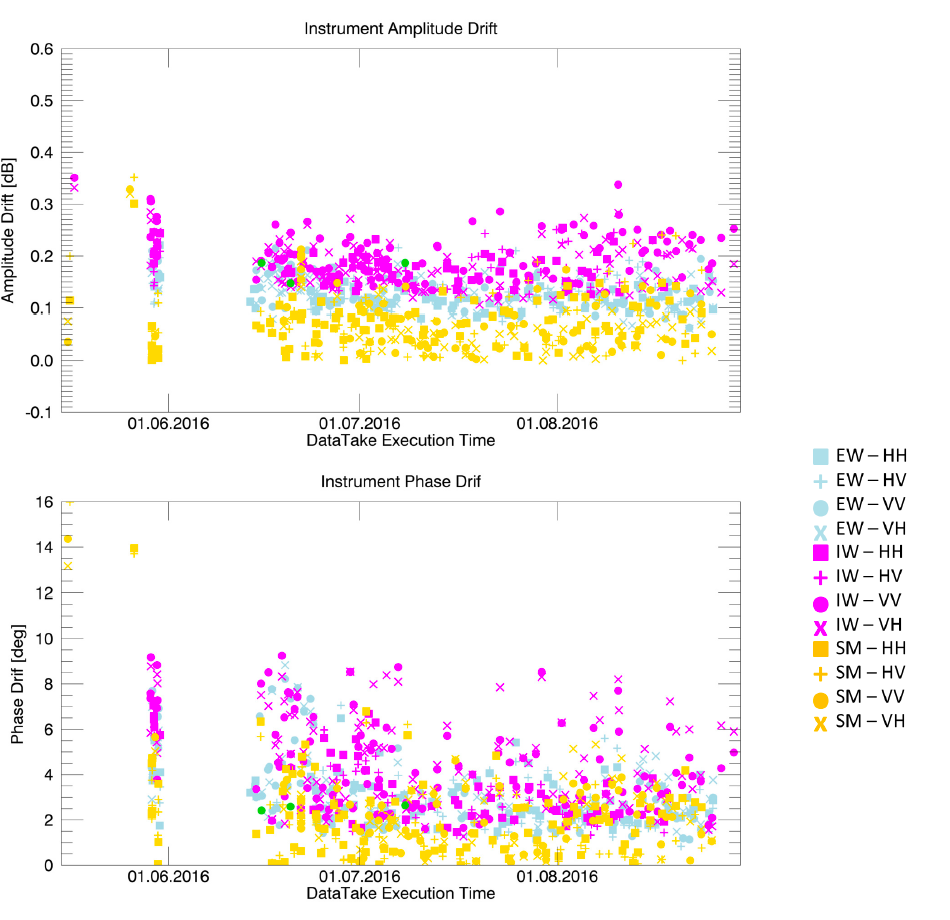 Instrument Amplitude Drift
0.6
0.5
0.4
0.3
0.2
0.1
0.0
-0.1
Amplitude Drift [dB]
01.06.2016 01.07.2016 01.08.2016
DataTake Execution Time
Instrument Phase Drif
16
14
12
10
8
6
4
2
0
Phase Drif [deg]
01.06.2016 01.07.2016 01.08.2016
DataTake Execution Time
EW – HH
EW – HV
EW – VV
EW – VH
IW – HH
IW – HV
IW – VV
IW – VH
SM – HH
SM – HV
SM – VV
SM – VH